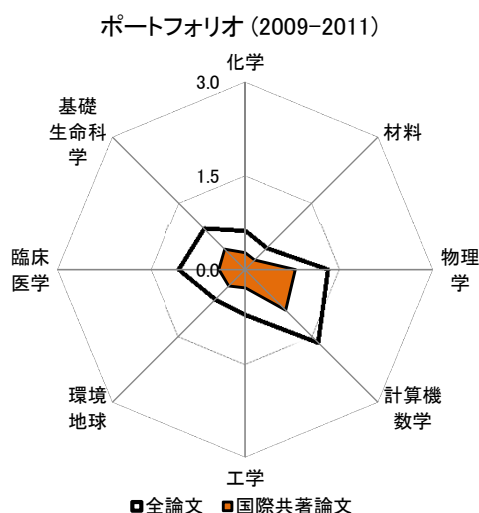 ポートフォリオ (2009-2011)
化学
材料
物理
学
計算機
数学
工学
環境
地球
臨床
医学
基礎
生命科
学
3.0
1.5
0.0
全論文 国際共著論文